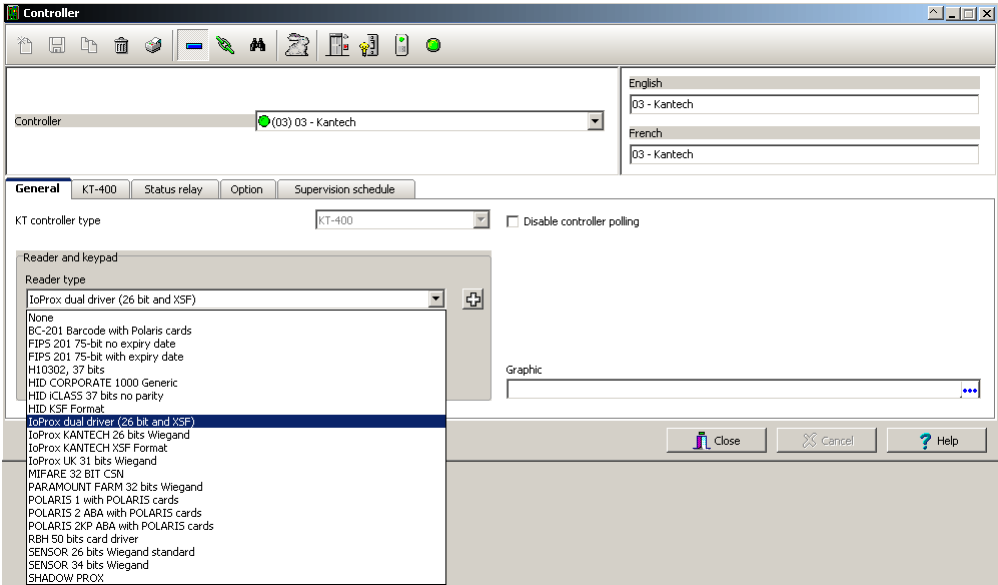 Controller
English
03 - Kantech
Controller
(03) 03 - Kantech
French
03 - Kantech
General KT-400 Status relay Option Supervision schedule
KT controller type KT-400 Disable controller polling
Reader and keypad
Reader type
IoProx dual driver (26 bit and XSF)
None
BC-201 Barcode with Polaris cards
FIPS 201 75-bit no expiry date
FIPS 201 75-bit with expiry date
H10302, 37 bits
HID CORPORATE 1000 Generic
HID iCLASS 37 bits no parity
HID KSF Format
IoProx dual driver (26 bit and XSF)
IoProx KANTECH 26 bits Wiegand
IoProx KANTECH XSF Format
IoProx UK 31 bits Wiegand
MIFARE 32 BIT CSN
PARAMOUNT FARM 32 bits Wiegand
POLARIS 1 with POLARIS cards
POLARIS 2 ABA with POLARIS cards
POLARIS 2KP ABA with POLARIS cards
RBH 50 bits card driver
SENSOR 26 bits Wiegand standard
SENSOR 34 bits Wiegand
SHADOW PROX
Graphic
Close Cancel Help